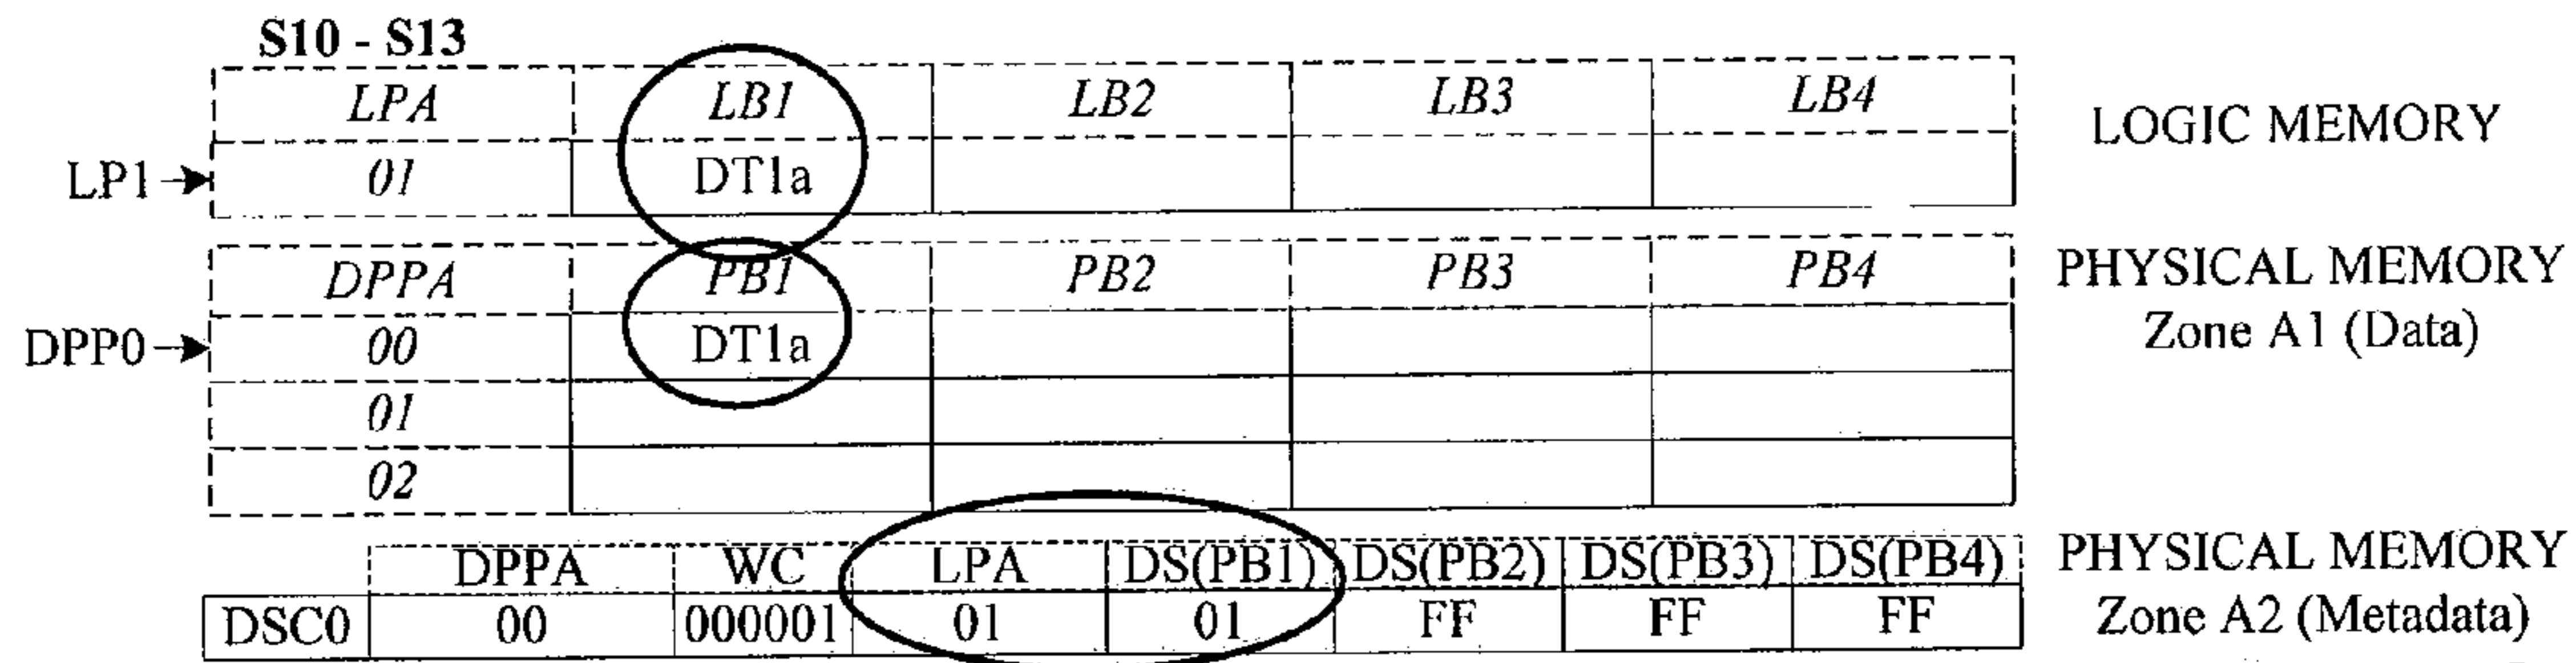 S10 - S13
LPA LB1 LB2 LB3 LB4
LOGIC MEMORY
LP1 01 DT1a
DPPA PB1 PB2 PB3 PB4
PHYSICAL MEMORY
Zone A1 (Data)
DPP0 00 DT1a
01
02
DPPA WC LPA DS(PB1) DS(PB2) DS(PB3) DS(PB4)
PHYSICAL MEMORY
Zone A2 (Metadata)
DSC0 00 000001 01 01 FF FF FF